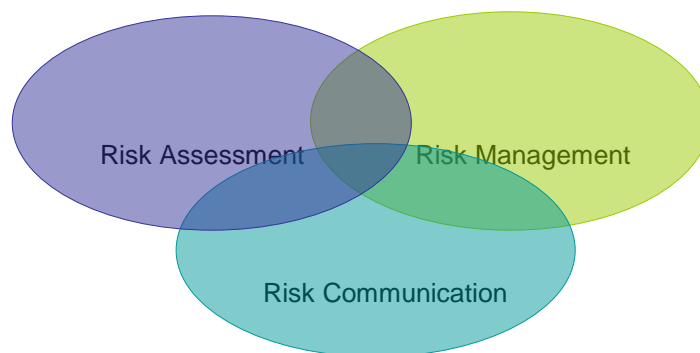 Risk Assessment
Risk Management
Risk Communication